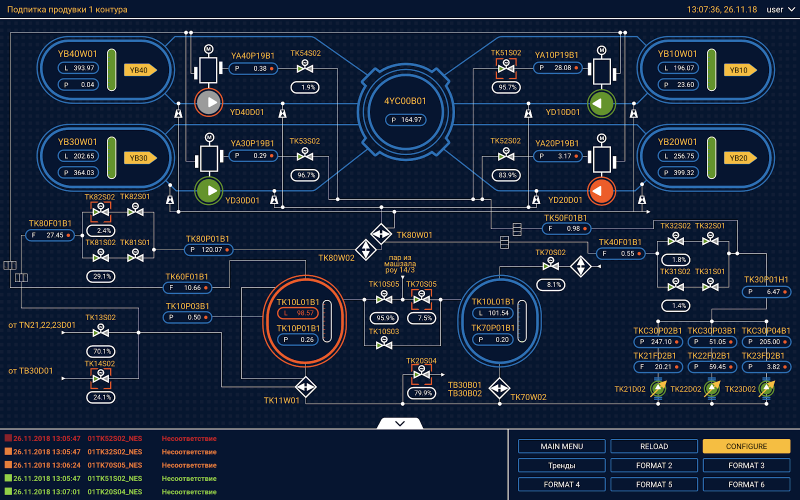 Подпитка продувки 1 контура
13:07:36, 26.11.18 user
YB40W01
L 393.97
P 0.04
YB40
M
YA40P19B1
P 0.38
TK54S02
1.9%
YD40D01
4YC00B01
P 164.97
TK51S02
95.7%
YA10P19B1
P 28.08
M
YD10D01
YB10W01
L 196.07
P 23.60
YB10
YB30W01
L 202.65
P 364.03
YB30
M
YA30P19B1
P 0.29
TK53S02
96.7%
YD30D01
TK52S02
83.9%
YA20P19B1
P 3.17
M
YD20D01
YB20W01
L 256.75
P 399.32
YB20
TK82S02
TK82S01
2.4%
TK80F01B1
F 27.45
TK81S02
TK81S01
29.1%
TK80P01B1
P 120.07
TK80W01
TK80W02
TK50F01B1
F 0.98
TK40F01B1
F 0.55
TK32S02
TK32S01
1.8%
TK31S02
TK31S01
1.4%
TK30P01H1
P 6.47
TK60F01B1
F 10.66
TK10P03B1
P 0.50
пар из
машзала
роу 14/3
TK70S02
8.1%
TK10S05
95.9%
TK70S05
7.5%
TK10S03
TK10L01B1
L 98.57
TK10P01B1
P 0.26
TK10L01B1
L 101.54
TK70P01B1
P 0.20
от TN21,22,23D01
TK13S02
70.1%
от TB30D01
TK14S02
24.1%
TK11W01
TK20S04
79.9%
TB30B01
TB30B02
TK70W02
TKC30P02B1
P 247.10
TKC30P03B1
P 51.05
TKC30P04B1
P 205.00
TK21F02B1
F 20.21
TK22F02B1
P 59.45
TK23F02B1
P 3.82
TK21D02
TK22D02
TK23D02
26.11.2018 13:05:47 01TK52S02_NES Несоответствие
26.11.2018 13:05:47 01TK32S02_NES Несоответствие
26.11.2018 13:06:24 01TK70S05_NES Несоответствие
26.11.2018 13:05:47 01TK51S02_NES Несоответствие
26.11.2018 13:07:01 01TK20S04_NES Несоответствие
MAIN MENU RELOAD CONFIGURE
Тренды FORMAT 2 FORMAT 3
FORMAT 4 FORMAT 5 FORMAT 6